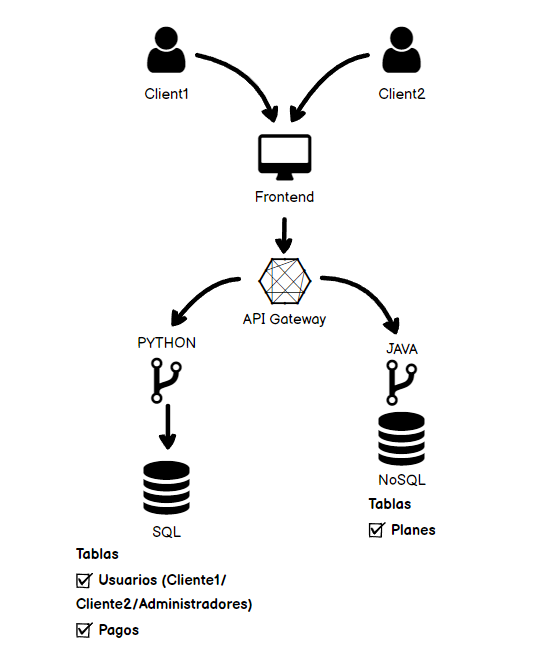 Client1
Client2
Frontend
API Gateway
PYTHON
JAVA
NoSQL
Tablas
Planes
SQL
Tablas
Usuarios (Cliente1/
Cliente2/Administradores)
Pagos